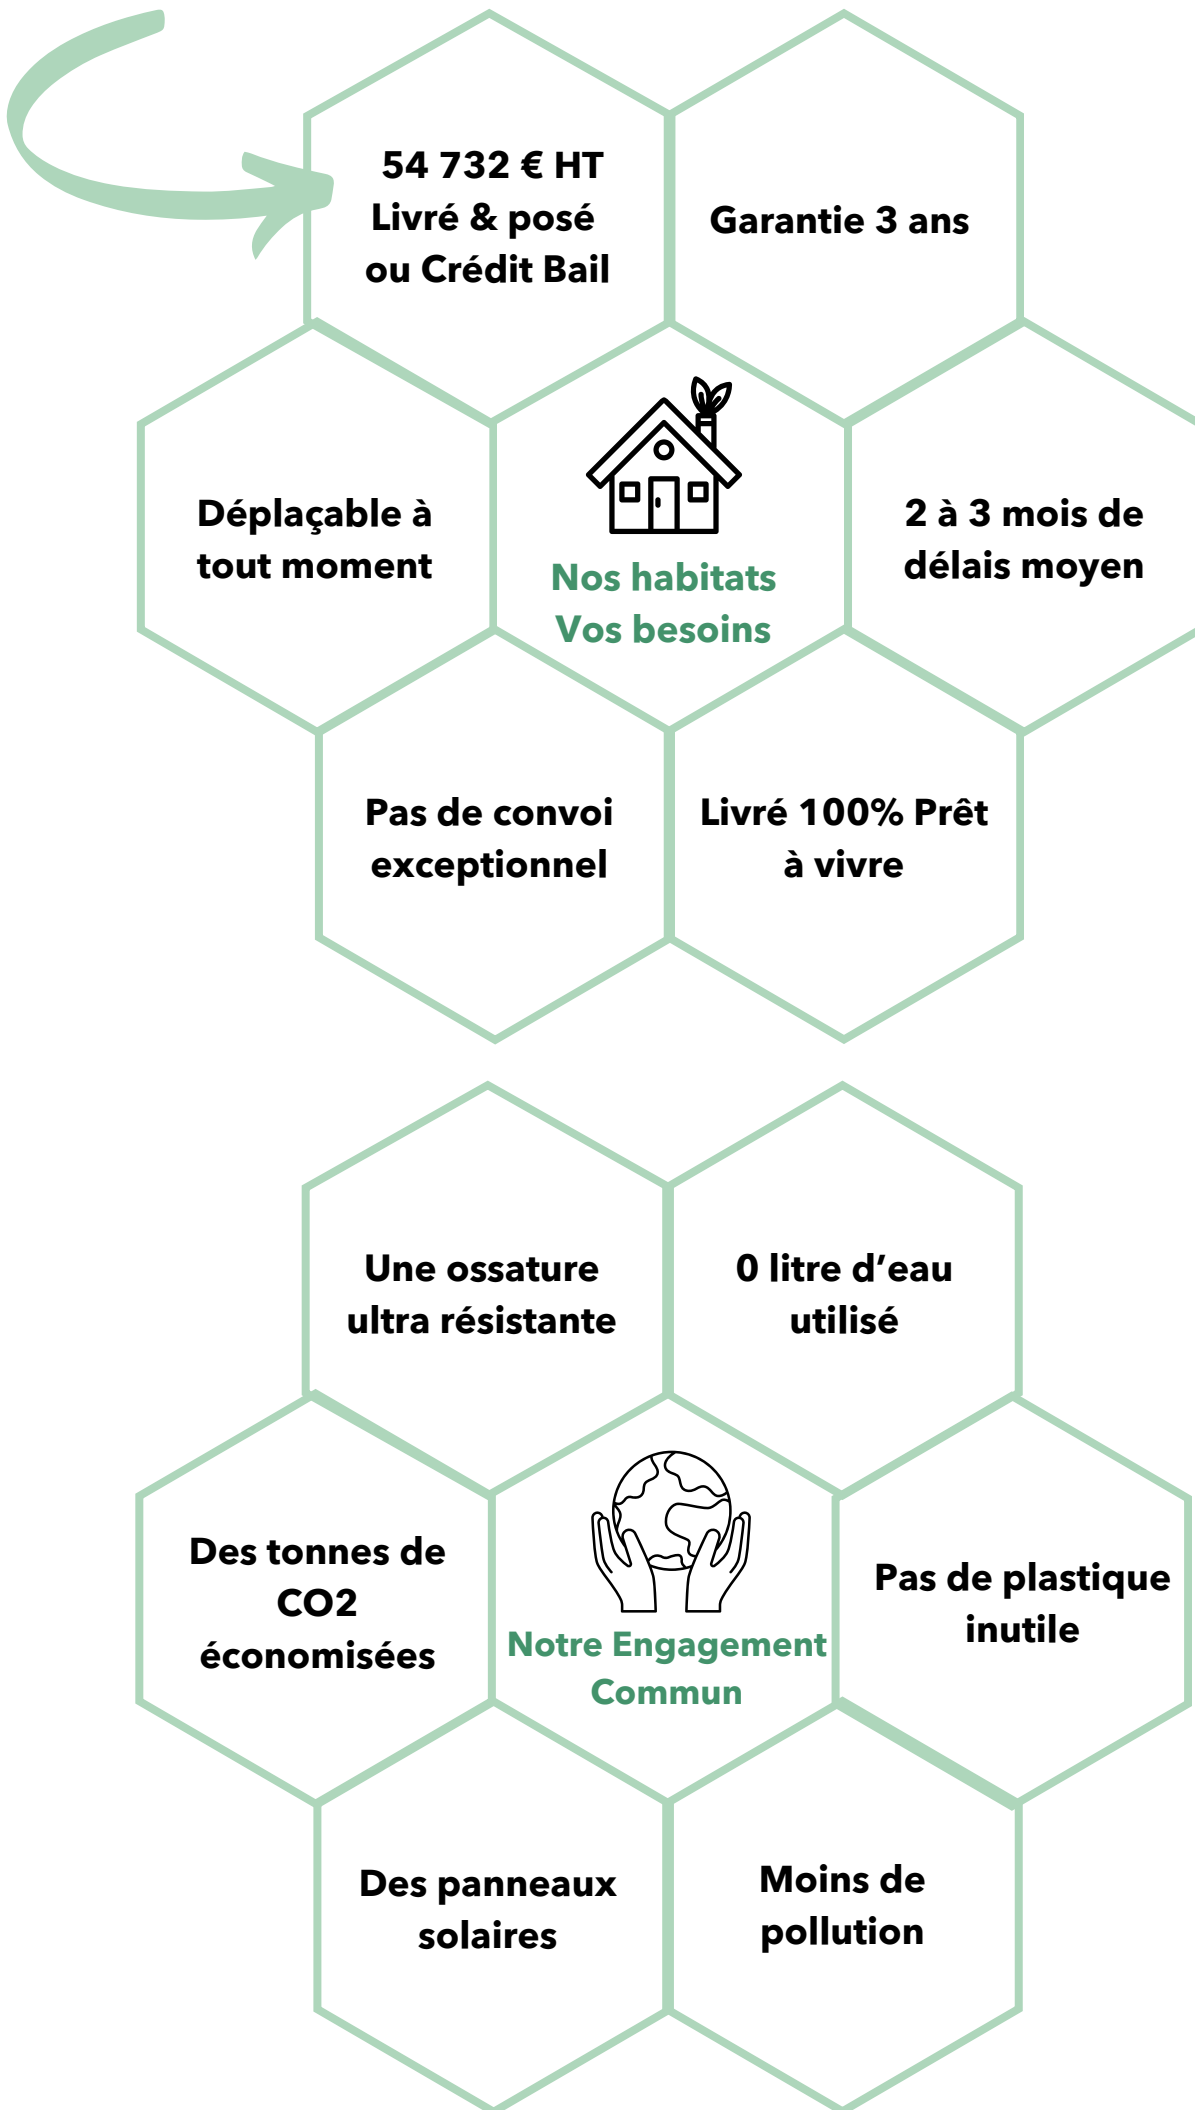 54 732 € HT
Livré & posé
ou Crédit Bail
Garantie 3 ans
Déplaçable à
tout moment
Nos habitats
Vos besoins
2 à 3 mois de
délais moyen
Pas de convoi
exceptionnel
Livré 100% Prêt
à vivre
Une ossature
ultra résistante
0 litre d’eau
utilisé
Des tonnes de
CO2
économisées
Notre Engagement
Commun
Pas de plastique
inutile
Des panneaux
solaires
Moins de
pollution